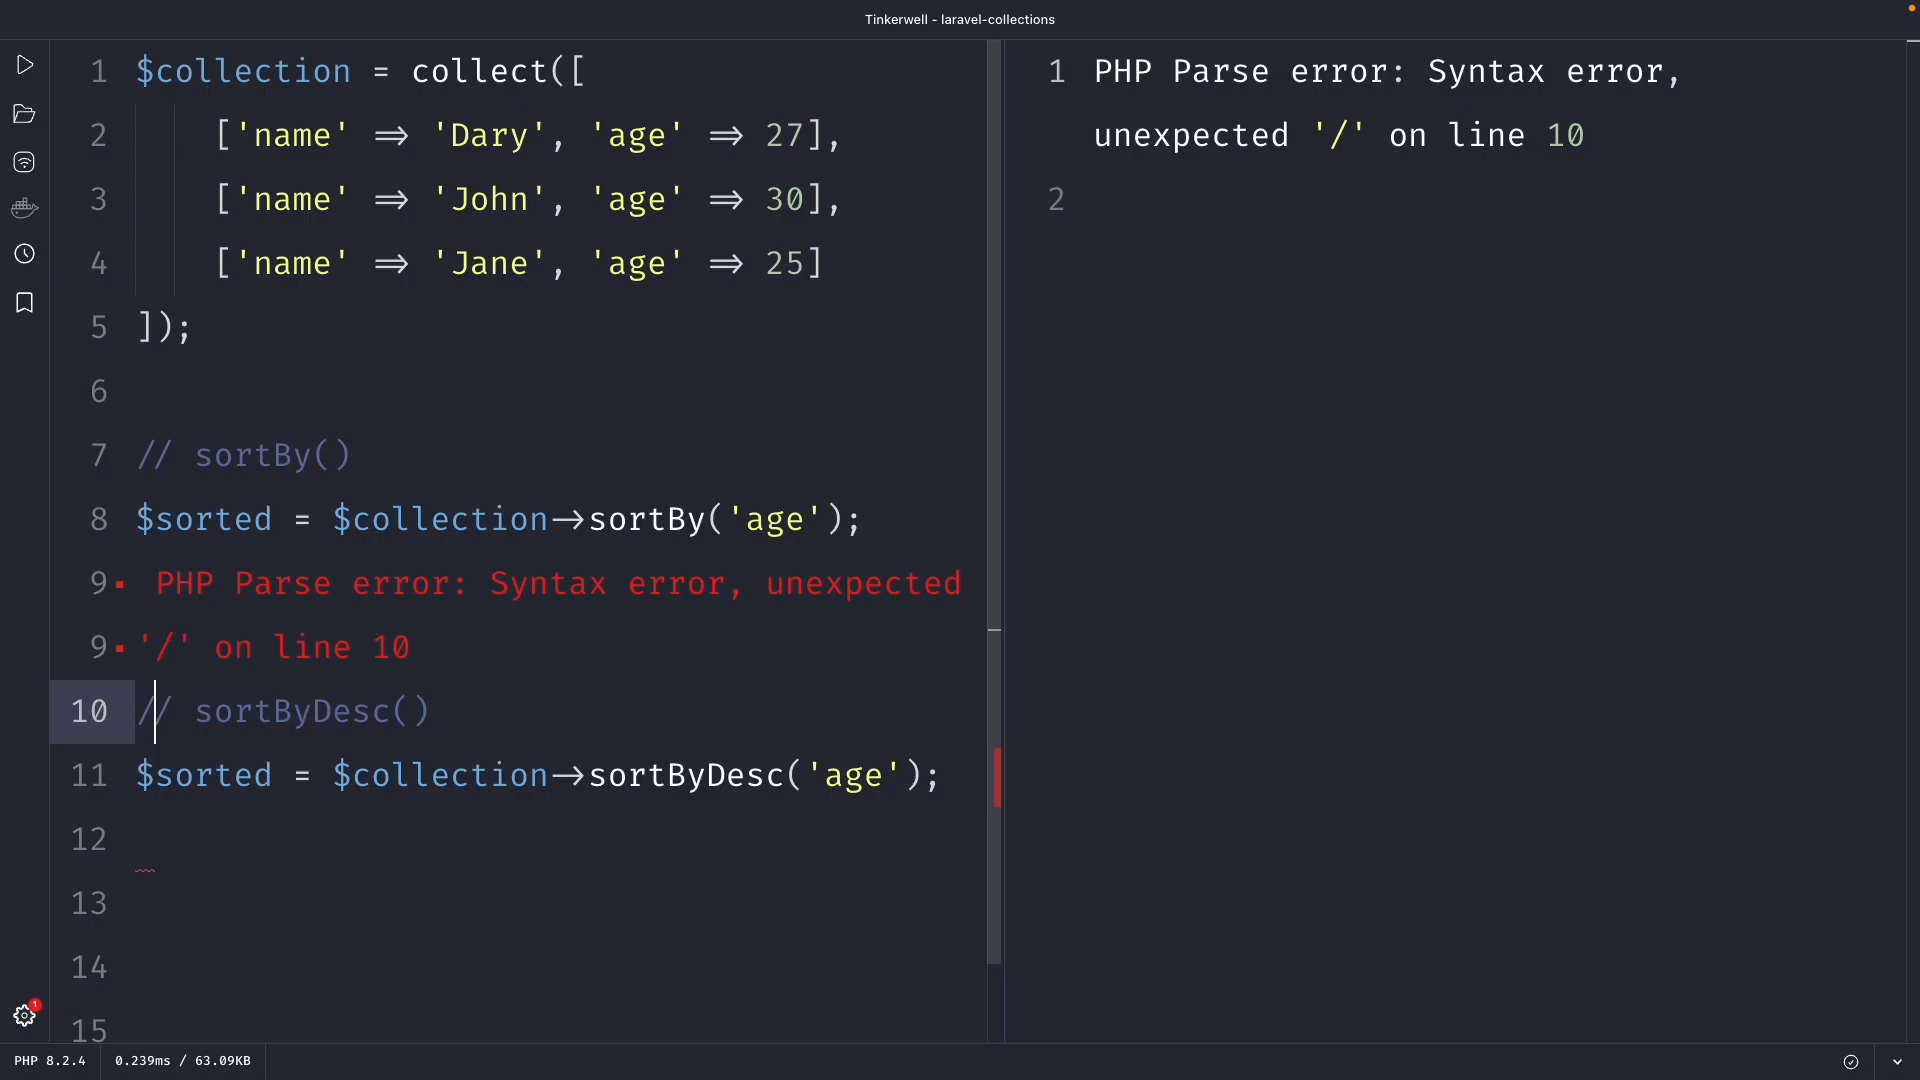 Tinkerwell - laravel-collections
1 $collection = collect([
2 ['name' => 'Dary', 'age' => 27],
3 ['name' => 'John', 'age' => 30],
4 ['name' => 'Jane', 'age' => 25]
5 ]);
6
7 // sortBy()
8 $sorted = $collection->sortBy('age');
9 PHP Parse error: Syntax error, unexpected
9 '/' on line 10
10 // sortByDesc()
11 $sorted = $collection->sortByDesc('age');
12
13
14
15
1 PHP Parse error: Syntax error,
unexpected '/' on line 10
2
1
PHP 8.2.4
0.239ms / 63.09KB